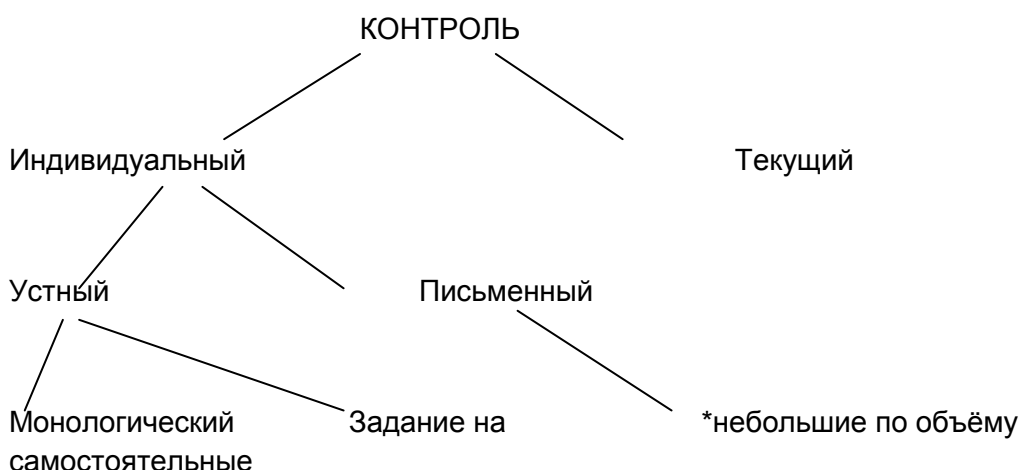 КОНТРОЛЬ
Индивидуальный Текущий
Устный Письменный
Монологический Задание на *небольшие по объёму
самостоятельные